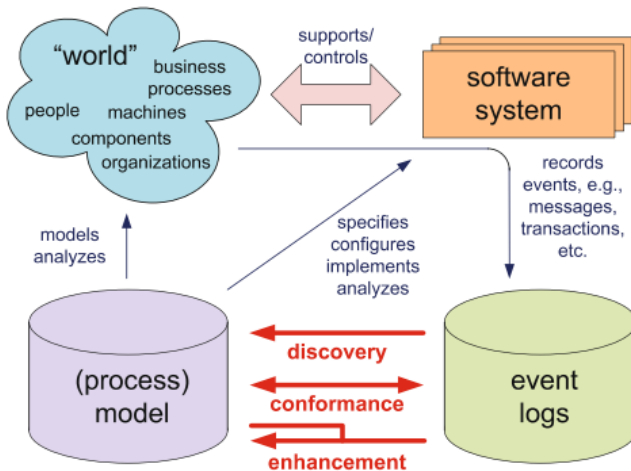 “world”
business
processes
people
machines
components
organizations
supports/
controls
software
system
records
events, e.g.,
messages,
transactions,
etc.
models
analyzes
specifies
configures
implements
analyzes
(process)
model
discovery
conformance
enhancement
event
logs